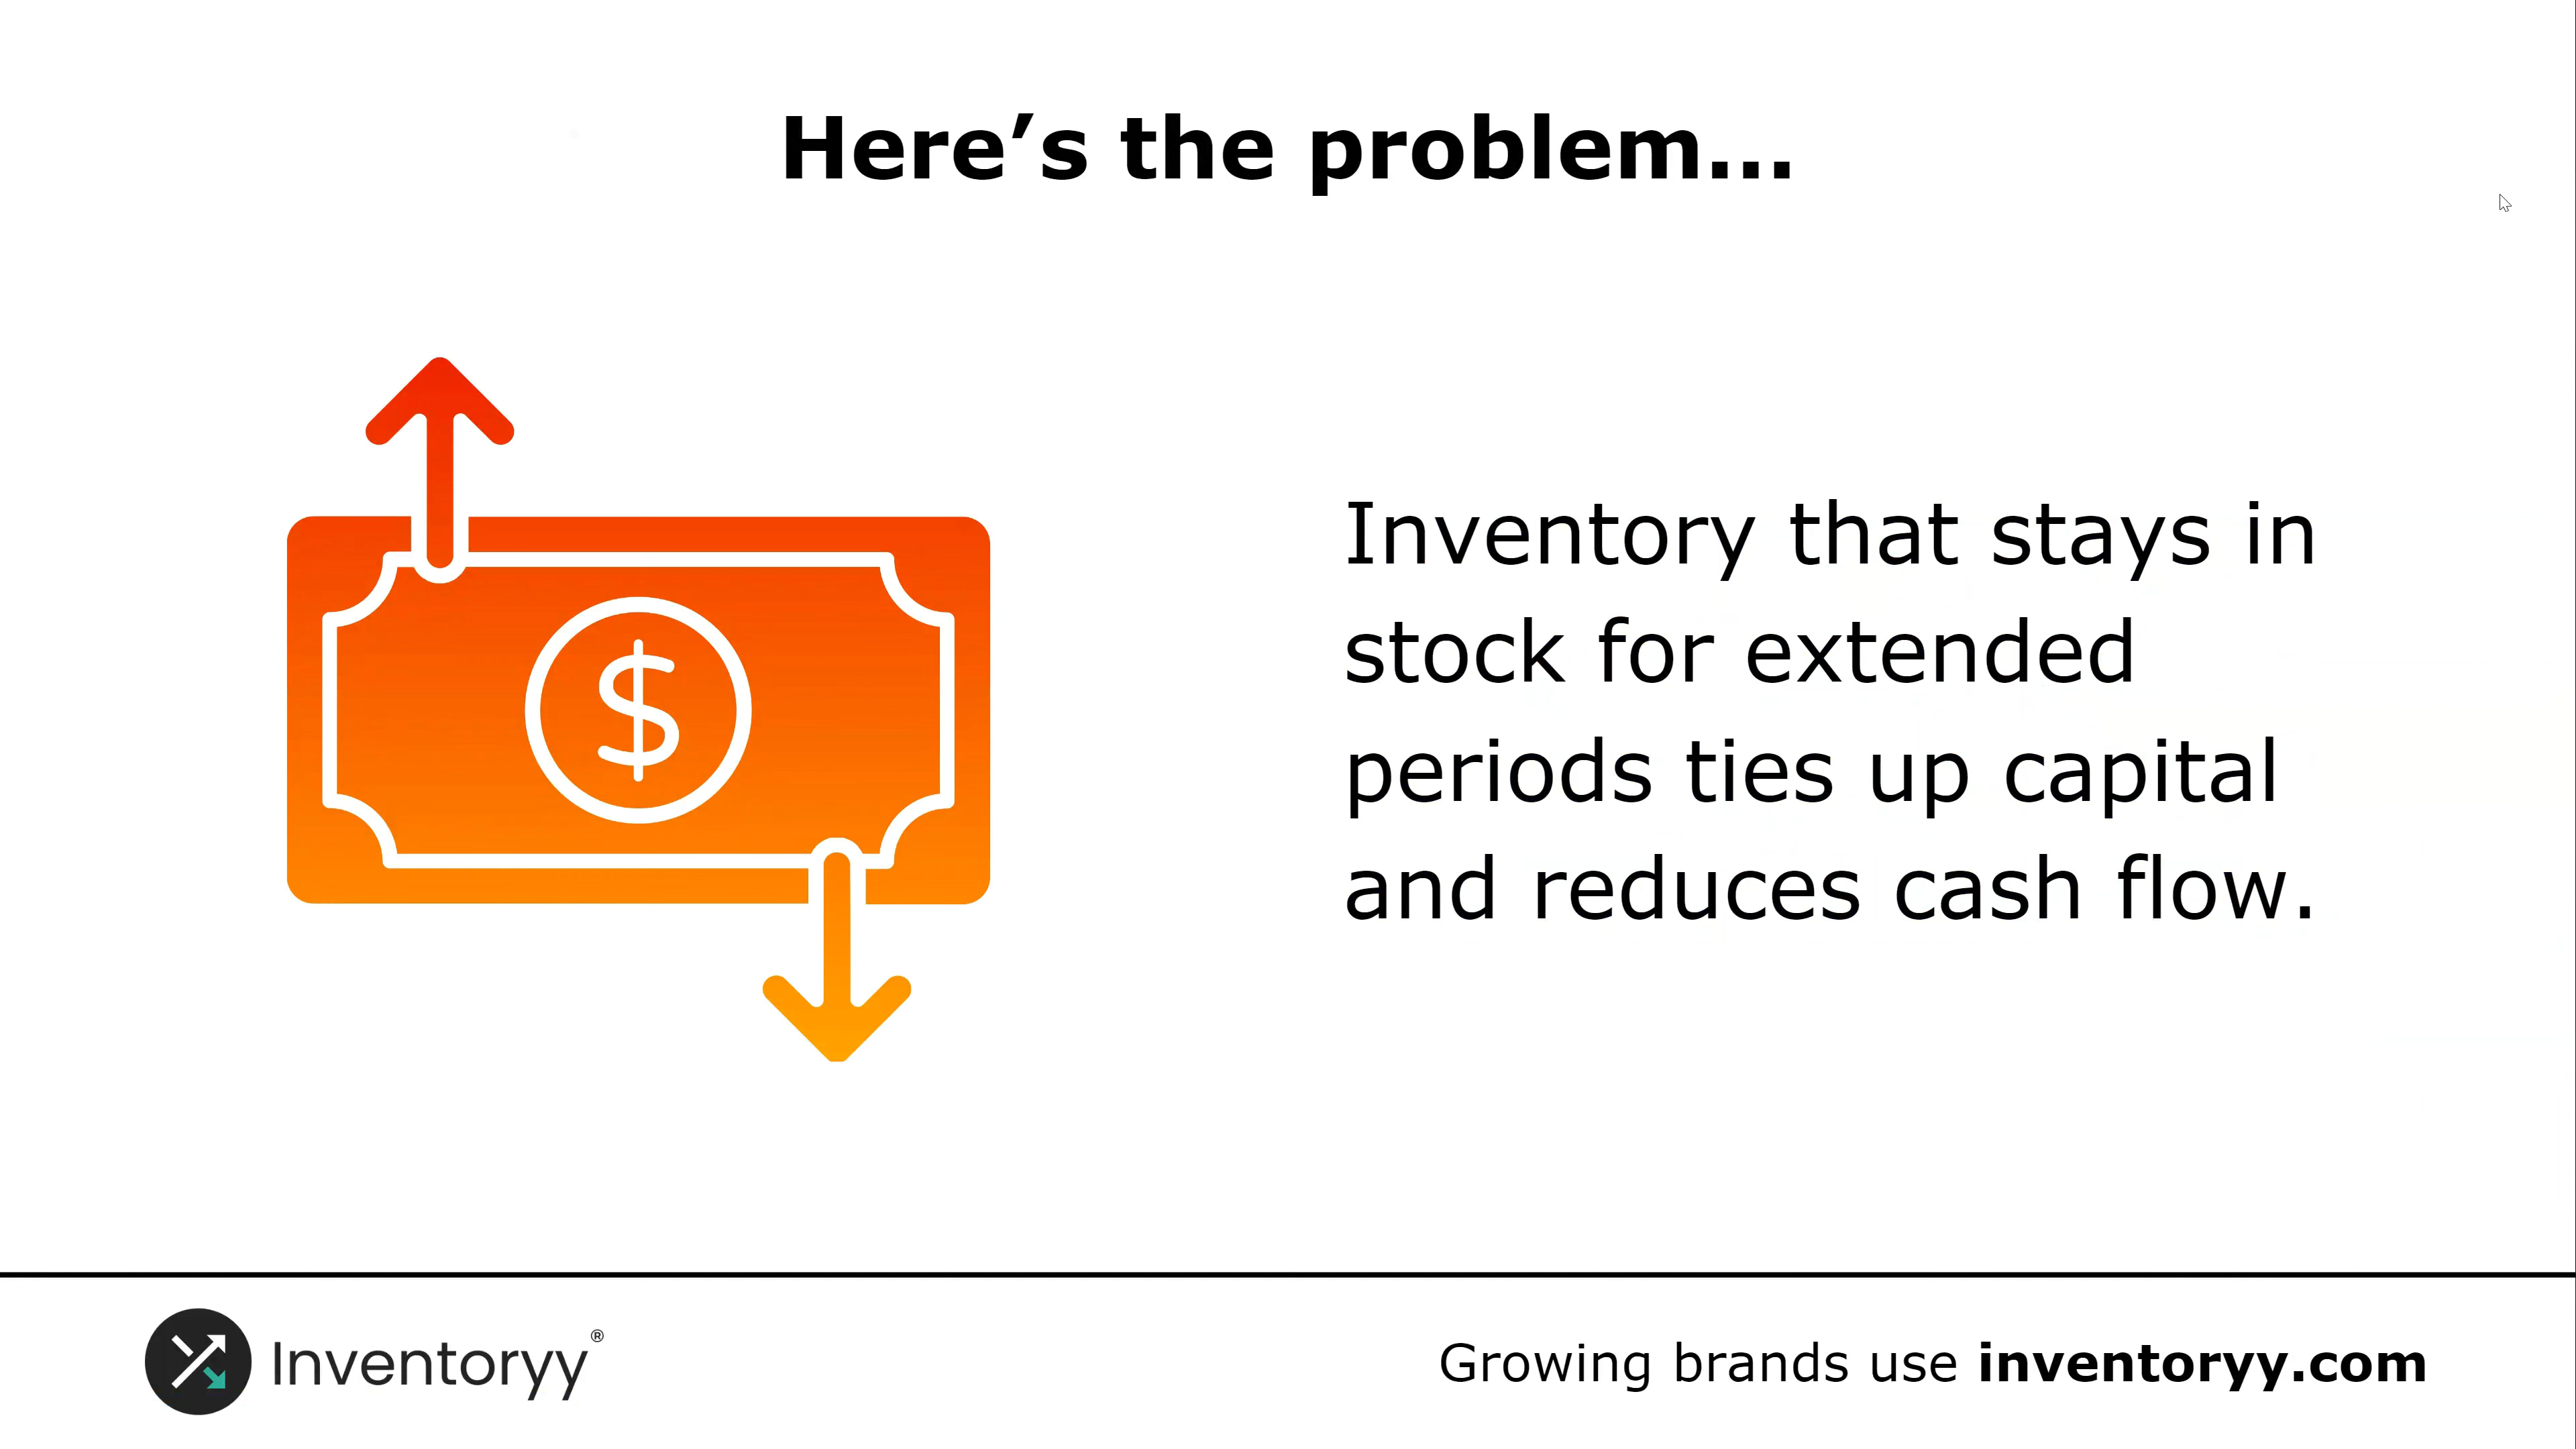 Here’s the problem...
$
Inventory that stays in
stock for extended
periods ties up capital
and reduces cash flow.
Inventoryy®
Growing brands use inventoryy.com